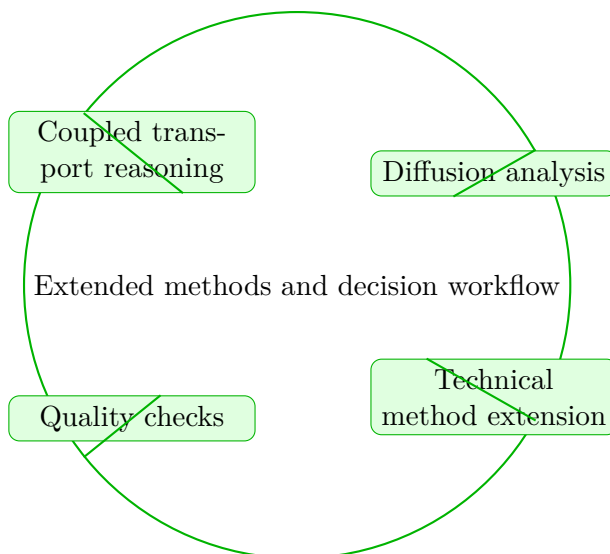 Coupled trans-
port reasoning
Diffusion analysis
Extended methods and decision workflow
Technical
method extension
Quality checks